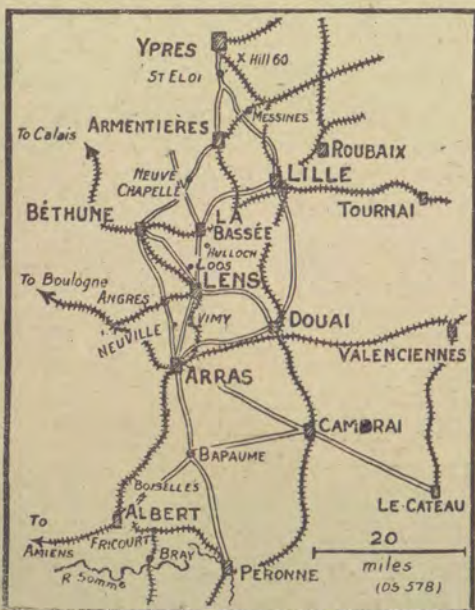 YPRES
x Hill 60
ST ELOI
MESSINES
ARMENTIÈRES
To Calais
ROUBAIX
NEUVE
CHAPELLE
LILLE
TOURNAI
BÉTHUNE
LA
BASSÉE
HULLOCH
LOOS
To Boulogne
LENS
ANGRES
VIMY
NEUVILLE
DOUAI
VALENCIENNES
ARRAS
CAMBRAI
BAPAUME
BOISELLES
LE-CATEAU
ALBERT
To
AMIENS
FRICOURT
BRAY
R Somme
PERONNE
20
miles
(DS 578)